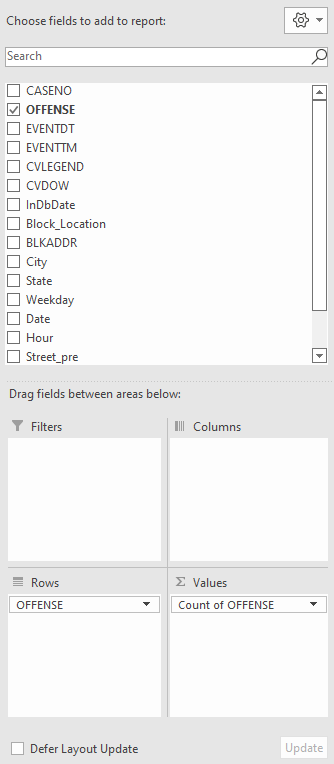 Choose fields to add to report:
Search
CASENO
OFFENSE
EVENTDT
EVENTTM
CVLEGEND
CVDOW
InDbDate
Block_Location
BLKADDR
City
State
Weekday
Date
Hour
Street_pre
Drag fields between areas below:
Filters
Columns
Rows
Values
OFFENSE
Count of OFFENSE
Defer Layout Update
Update